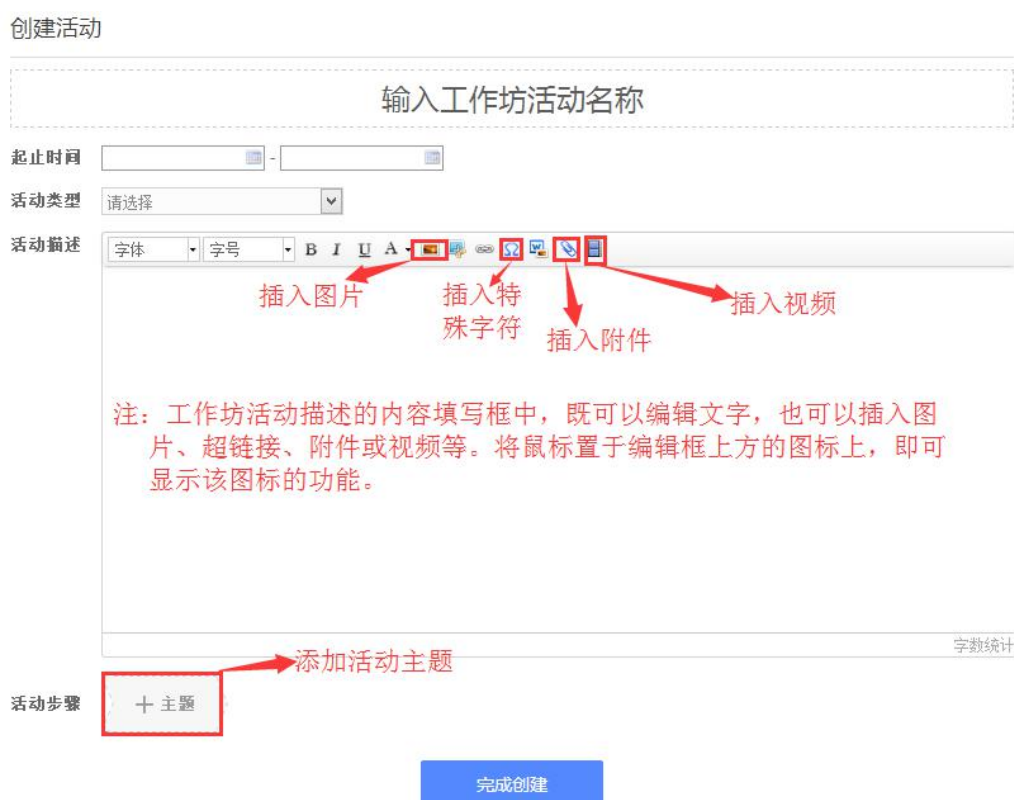 创建活动
输入工作坊活动名称
起止时间 -
活动类型 请选择
活动描述 字体 字号 B I U A Ω W
插入图片 插入特 插入视频
殊字符 插入附件
注：工作坊活动描述的内容填写框中，既可以编辑文字，也可以插入图
片、超链接、附件或视频等。将鼠标置于编辑框上方的图标上，即可
显示该图标的功能。
字数统计
添加活动主题
活动步骤 ＋主题
完成创建